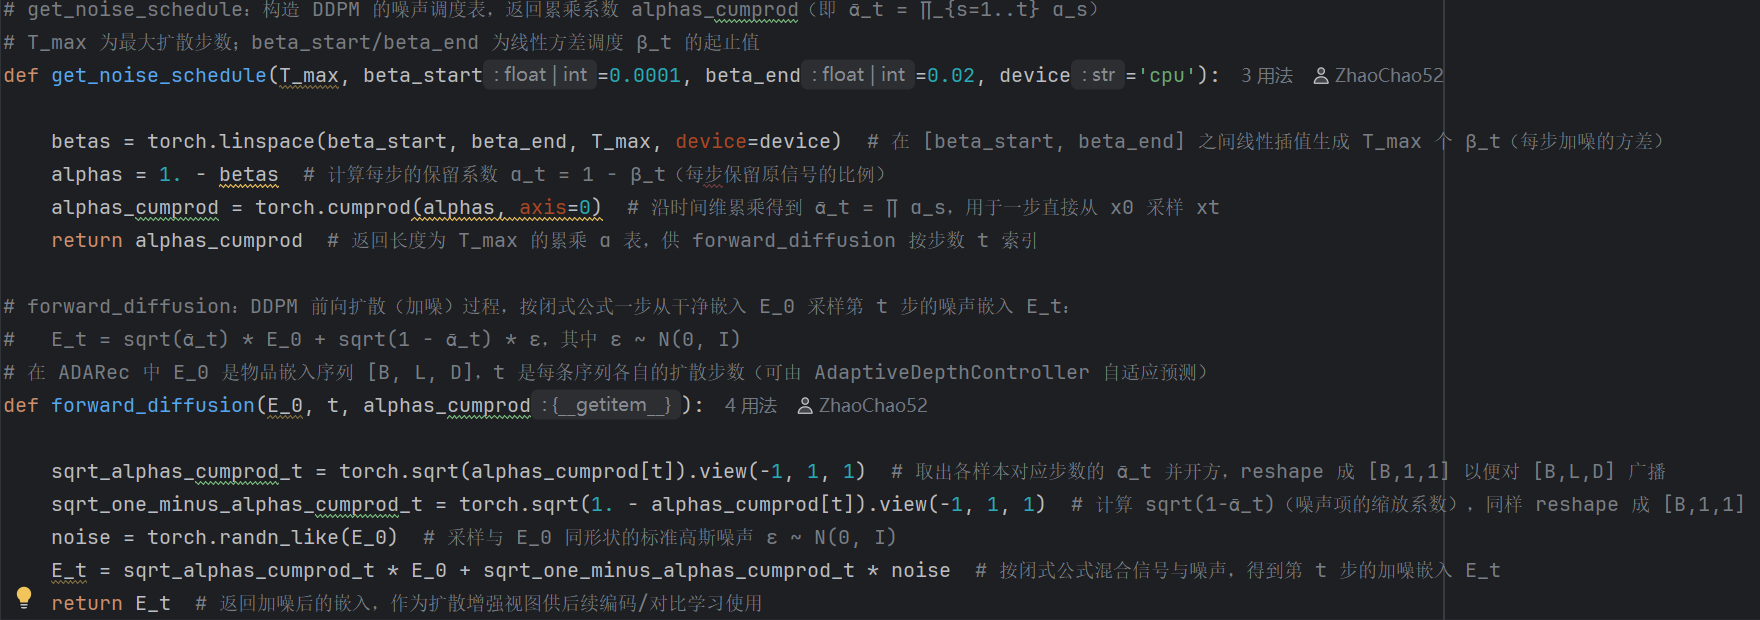 # get_noise_schedule：构造 DDPM 的噪声调度表，返回累乘系数 alphas_cumprod（即 ᾱ_t = ∏_{s=1..t} α_s）
# T_max 为最大扩散步数；beta_start/beta_end 为线性方差调度 β_t 的起止值
def get_noise_schedule(T_max, beta_start : float | int =0.0001, beta_end : float | int =0.02, device : str ='cpu'): 3 用法 ZhaoChao52
betas = torch.linspace(beta_start, beta_end, T_max, device=device)  # 在 [beta_start, beta_end] 之间线性插值生成 T_max 个 β_t（每步加噪的方差）
alphas = 1. - betas  # 计算每步的保留系数 α_t = 1 - β_t（每步保留原信号的比例）
alphas_cumprod = torch.cumprod(alphas, axis=0)  # 沿时间维累乘得到 ᾱ_t = ∏ α_s，用于一步直接从 x0 采样 xt
return alphas_cumprod  # 返回长度为 T_max 的累乘 α 表，供 forward_diffusion 按步数 t 索引
# forward_diffusion：DDPM 前向扩散（加噪）过程，按闭式公式一步从干净嵌入 E_0 采样第 t 步的噪声嵌入 E_t：
#   E_t = sqrt(ᾱ_t) * E_0 + sqrt(1 - ᾱ_t) * ε，其中 ε ~ N(0, I)
# 在 ADARec 中 E_0 是物品嵌入序列 [B, L, D]，t 是每条序列各自的扩散步数（可由 AdaptiveDepthController 自适应预测）
def forward_diffusion(E_0, t, alphas_cumprod : {__getitem__} ): 4 用法 ZhaoChao52
sqrt_alphas_cumprod_t = torch.sqrt(alphas_cumprod[t]).view(-1, 1, 1)  # 取出各样本对应步数的 ᾱ_t 并开方，reshape 成 [B,1,1] 以便对 [B,L,D] 广播
sqrt_one_minus_alphas_cumprod_t = torch.sqrt(1. - alphas_cumprod[t]).view(-1, 1, 1)  # 计算 sqrt(1-ᾱ_t)（噪声项的缩放系数），同样 reshape 成 [B,1,1]
noise = torch.randn_like(E_0)  # 采样与 E_0 同形状的标准高斯噪声 ε ~ N(0, I)
E_t = sqrt_alphas_cumprod_t * E_0 + sqrt_one_minus_alphas_cumprod_t * noise  # 按闭式公式混合信号与噪声，得到第 t 步的加噪嵌入 E_t
return E_t  # 返回加噪后的嵌入，作为扩散增强视图供后续编码/对比学习使用